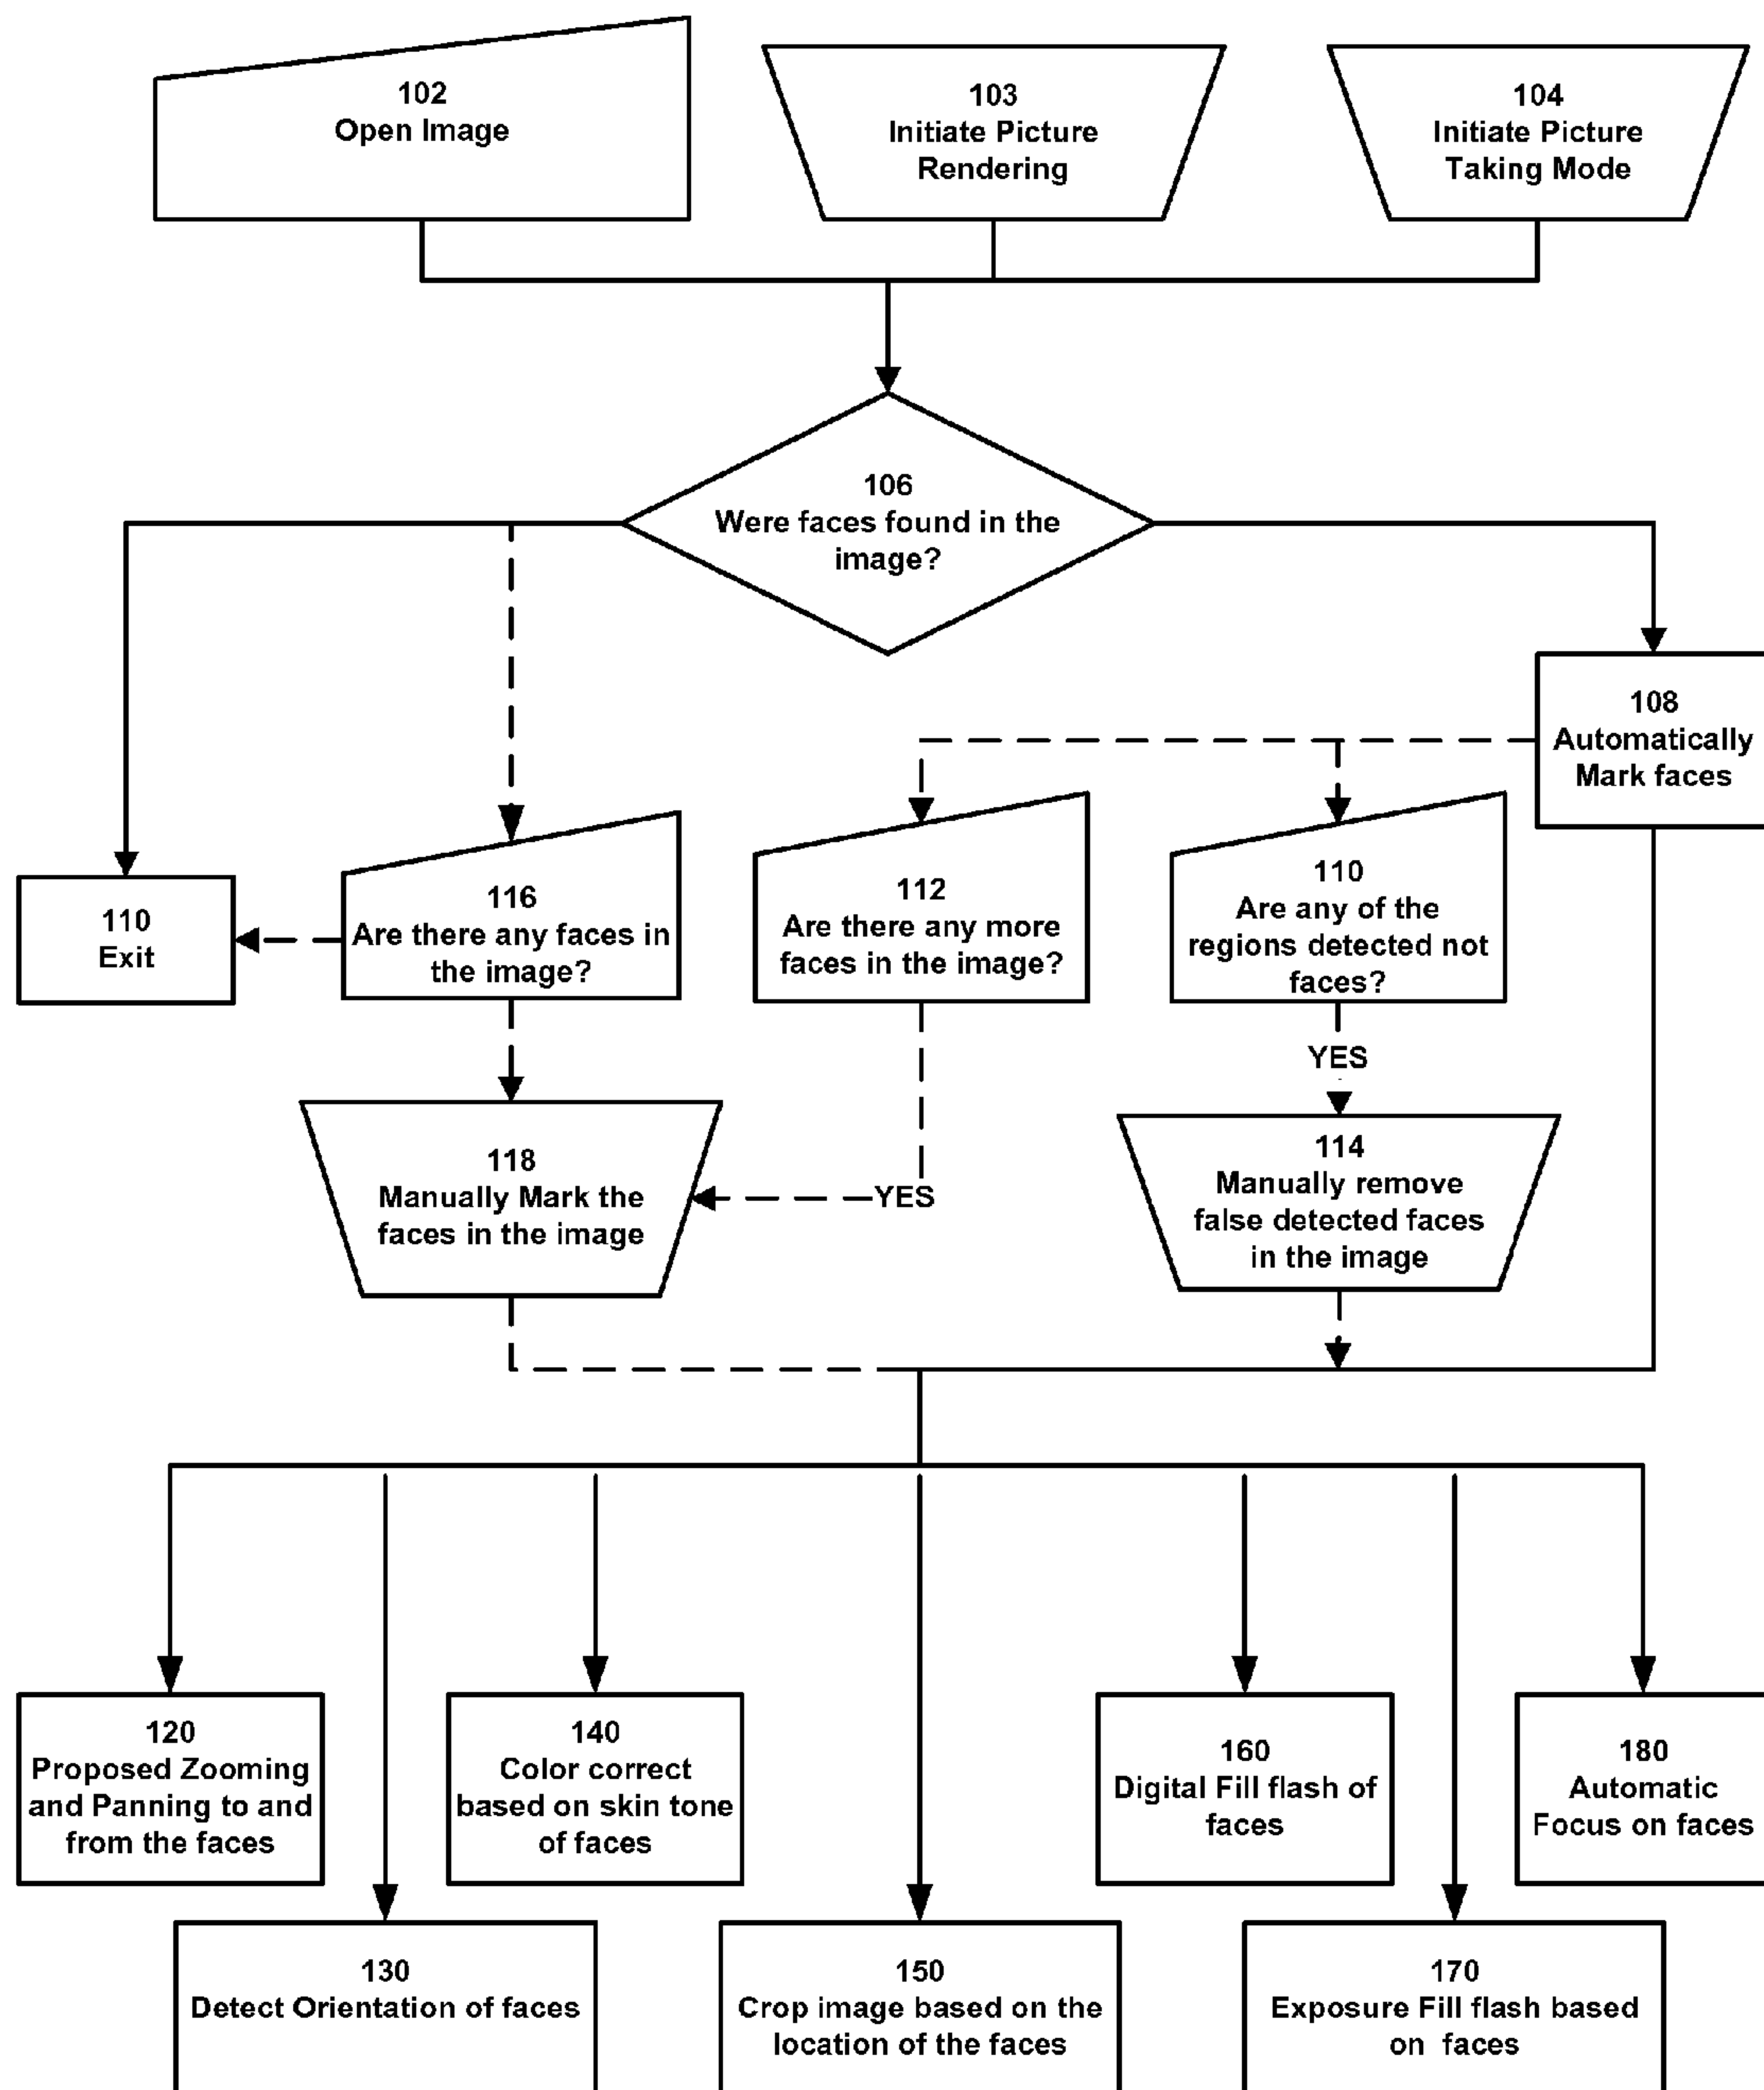 102
Open Image
103
Initiate Picture
Rendering
104
Initiate Picture
Taking Mode
106
Were faces found in the
image?
108
Automatically
Mark faces
110
Exit
116
Are there any faces in
the image?
112
Are there any more
faces in the image?
110
Are any of the
regions detected not
faces?
YES
118
Manually Mark the
faces in the image
YES
114
Manually remove
false detected faces
in the image
120
Proposed Zooming
and Panning to and
from the faces
140
Color correct
based on skin tone
of faces
160
Digital Fill flash of
faces
180
Automatic
Focus on faces
130
Detect Orientation of faces
150
Crop image based on the
location of the faces
170
Exposure Fill flash based
on faces